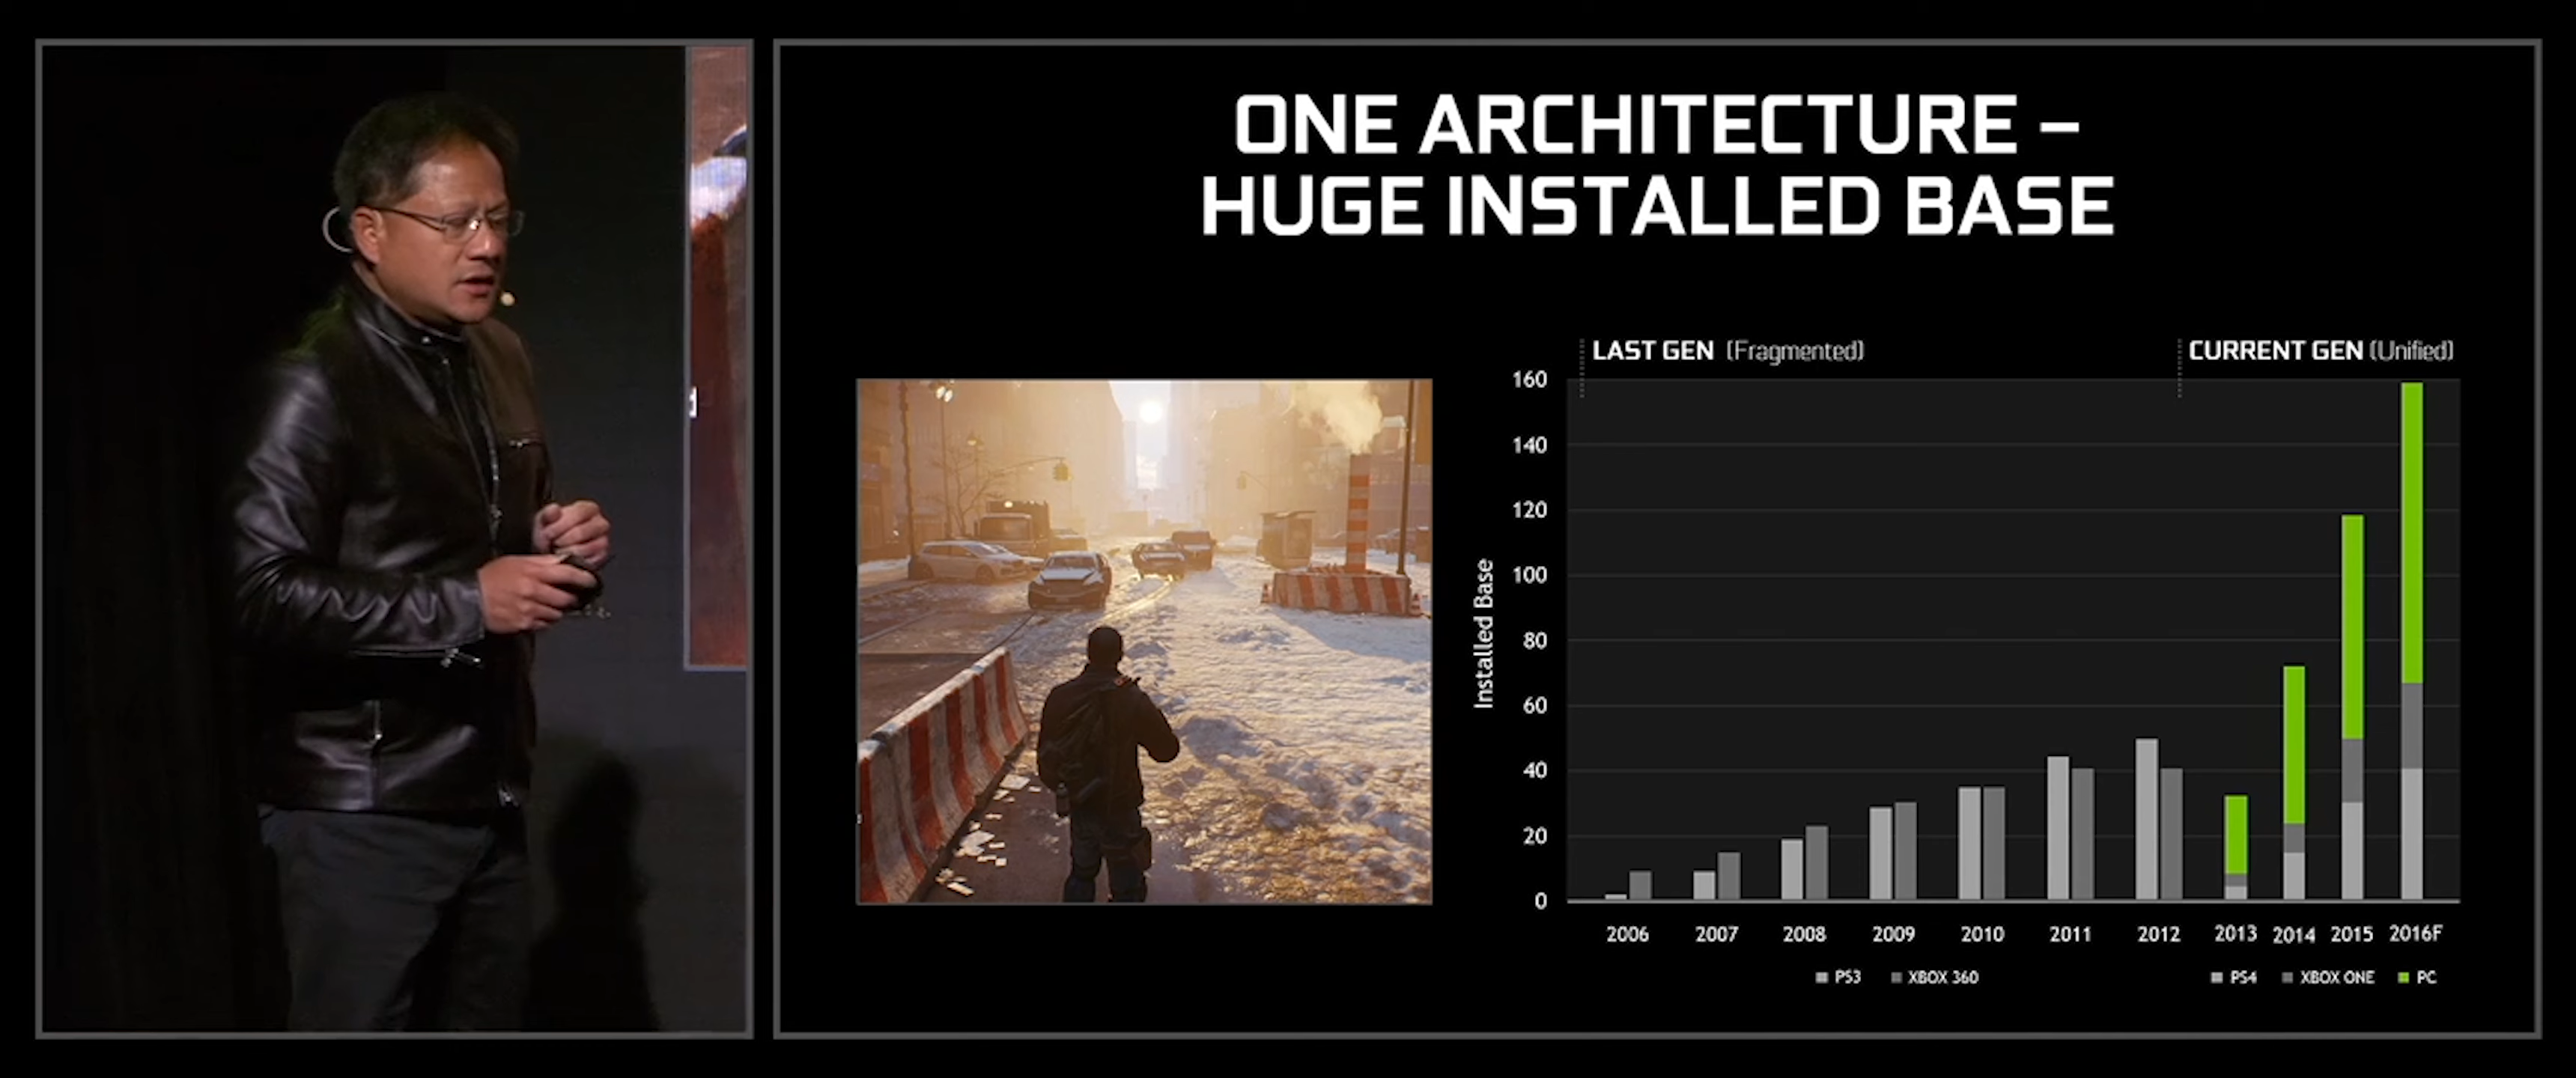 ONE ARCHITECTURE –
HUGE INSTALLED BASE
LAST GEN (Fragmented)
CURRENT GEN (Unified)
Installed Base
160
140
120
100
80
60
40
20
0
2006 2007 2008 2009 2010 2011 2012 2013 2014 2015 2016F
PS3 XBOX 360
PS4 XBOX ONE PC